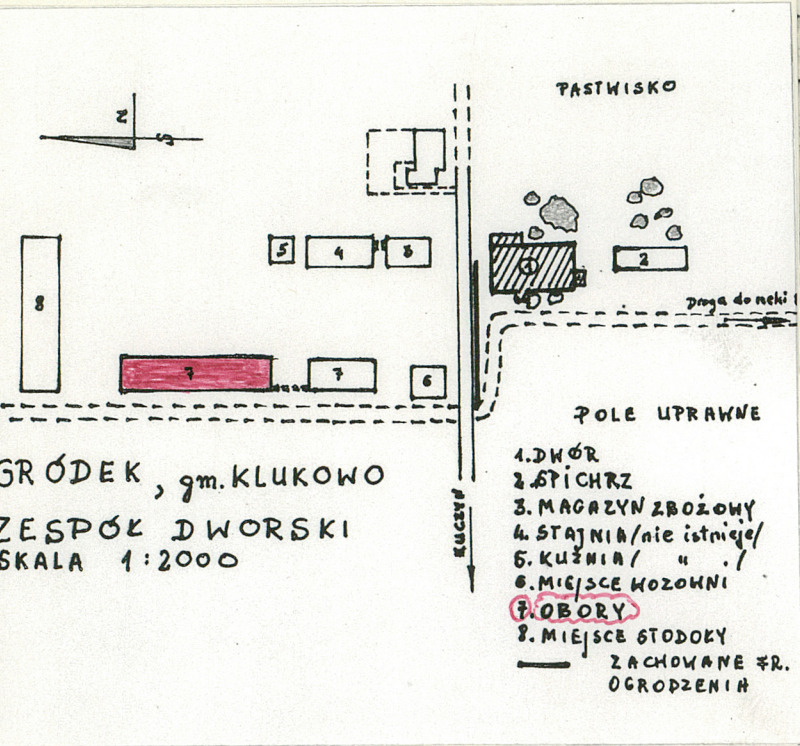 PASTWISKO
N
S
5
4
3
1
2
2
8
Droga do
7
7
6
POLE UPRAWNE
GRÓDEK, gm. KLUKOWO
ZESPÓŁ DWORSKI
SKALA 1:2000
KUCZYN
1. DWÓR
2. SPICHRZ
3. MAGAZYN ZBOŻOWY
4. STAJNIA /nie istnieje/
5. KUŹNIA / " . /
6. MIEJSCE WOZOWNI
7. OBORY
8. MIEJSCE STODOŁY
ZACHOWANE FR.
OGRODZENIA